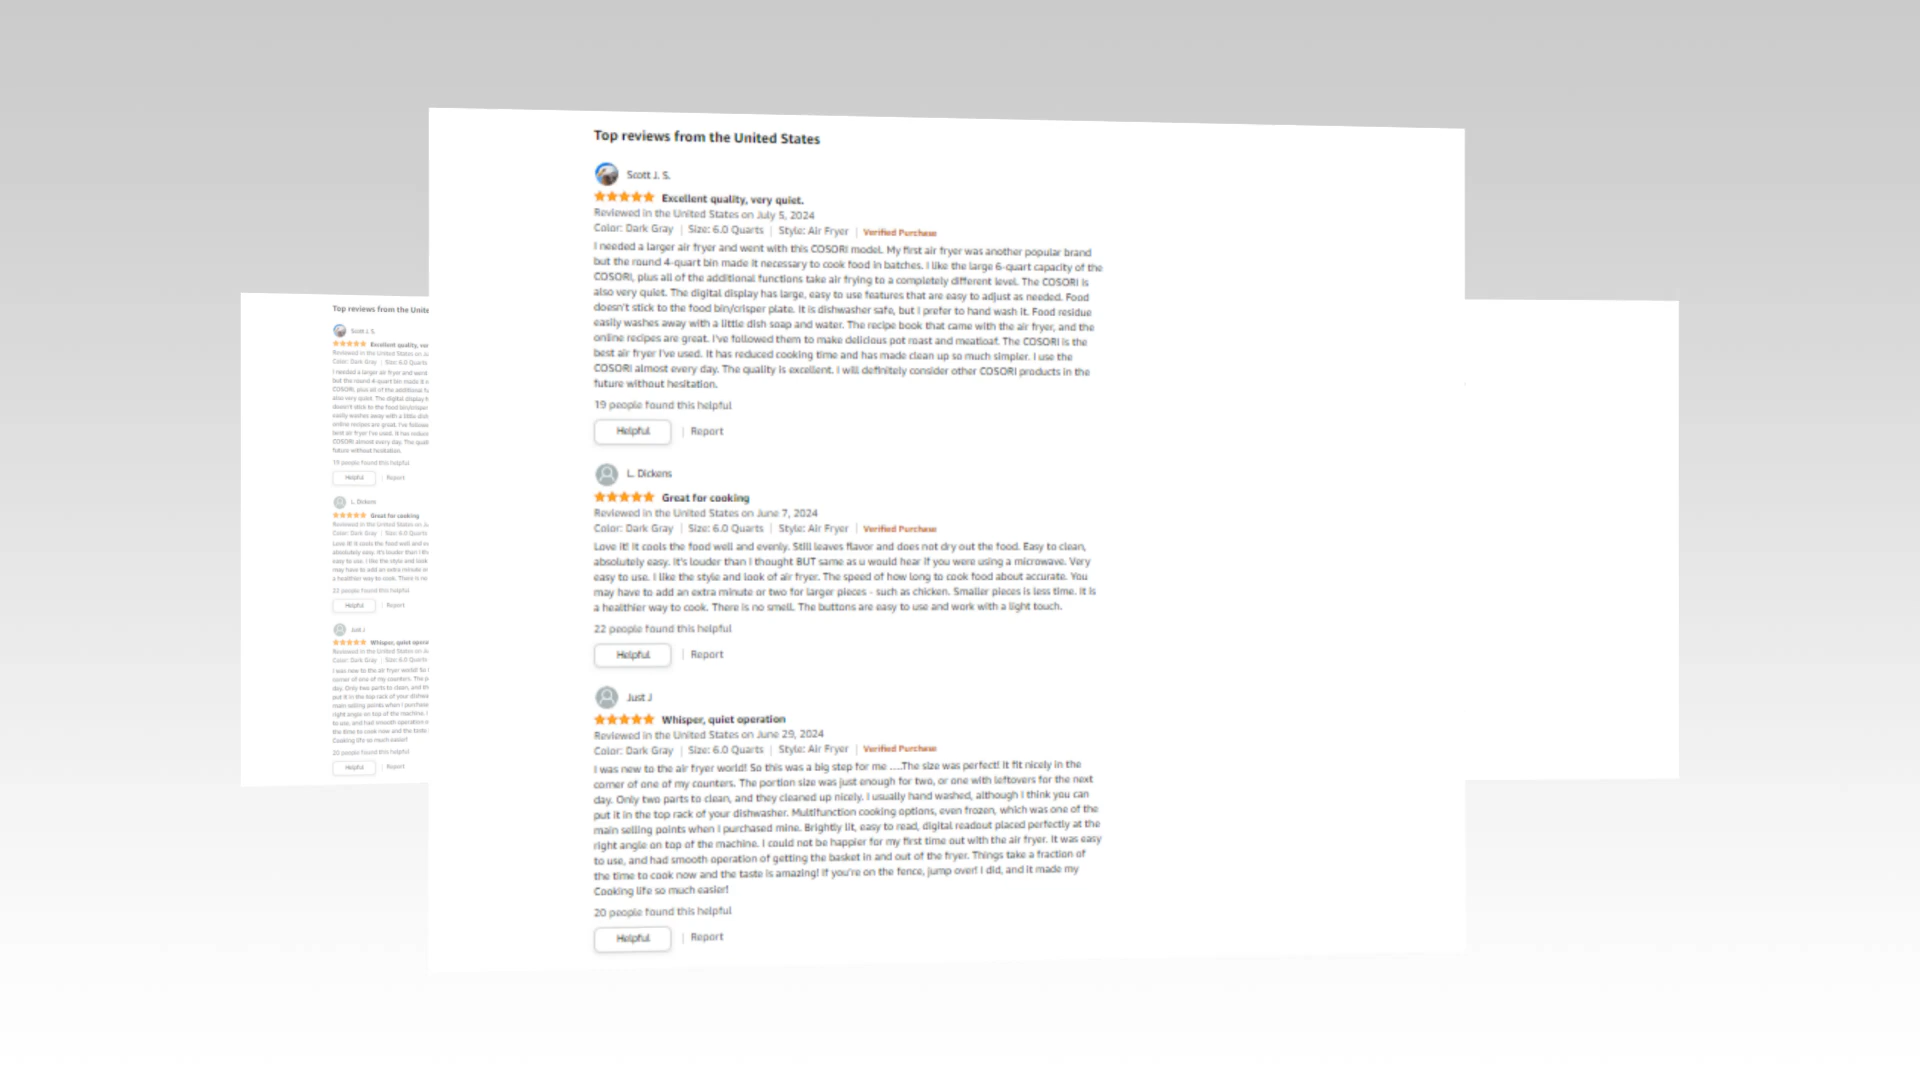 Top reviews from the United States
Scott J. S.
Excellent quality, very quiet.
Reviewed in the United States on July 5, 2024
Color: Dark Gray | Size: 6.0 Quarts | Style: Air Fryer | Verified Purchase
I needed a larger air fryer and went with this COSORI model. My first air fryer was another popular brand
but the round 4-quart bin made it necessary to cook food in batches. I like the large 6-quart capacity of the
COSORI, plus all of the additional functions take air frying to a completely different level. The COSORI is
also very quiet. The digital display has large, easy to use features that are easy to adjust as needed. Food
doesn't stick to the food bin/crisper plate. It is dishwasher safe, but I prefer to hand wash it. Food residue
easily washes away with a little dish soap and water. The recipe book that came with the air fryer, and the
online recipes are great. I've followed them to make delicious pot roast and meatloaf. The COSORI is the
best air fryer I've used. It has reduced cooking time and has made clean up so much simpler. I use the
COSORI almost every day. The quality is excellent. I will definitely consider other COSORI products in the
future without hesitation.
19 people found this helpful
Helpful | Report
L. Dickens
Great for cooking
Reviewed in the United States on June 7, 2024
Color: Dark Gray | Size: 6.0 Quarts | Style: Air Fryer | Verified Purchase
Love it! It cools the food well and evenly. Still leaves flavor and does not dry out the food. Easy to clean,
absolutely easy. It's louder than I thought BUT same as u would hear if you were using a microwave. Very
easy to use. I like the style and look of air fryer. The speed of how long to cook food about accurate. You
may have to add an extra minute or two for larger pieces - such as chicken. Smaller pieces is less time. It is
a healthier way to cook. There is no smell. The buttons are easy to use and work with a light touch.
22 people found this helpful
Helpful | Report
Just J
Whisper, quiet operation
Reviewed in the United States on June 29, 2024
Color: Dark Gray | Size: 6.0 Quarts | Style: Air Fryer | Verified Purchase
I was new to the air fryer world! So this was a big step for me ....The size was perfect! It fit nicely in the
corner of one of my counters. The portion size was just enough for two, or one with leftovers for the next
day. Only two parts to clean, and they cleaned up nicely. I usually hand washed, although I think you can
put it in the top rack of your dishwasher. Multifunction cooking options, even frozen, which was one of the
main selling points when I purchased mine. Brightly lit, easy to read, digital readout placed perfectly at the
right angle on top of the machine. I could not be happier for my first time out with the air fryer. It was easy
to use, and had smooth operation of getting the basket in and out of the fryer. Things take a fraction of
the time to cook now and the taste is amazing! If you're on the fence, jump over! I did, and it made my
Cooking life so much easier!
20 people found this helpful
Helpful | Report